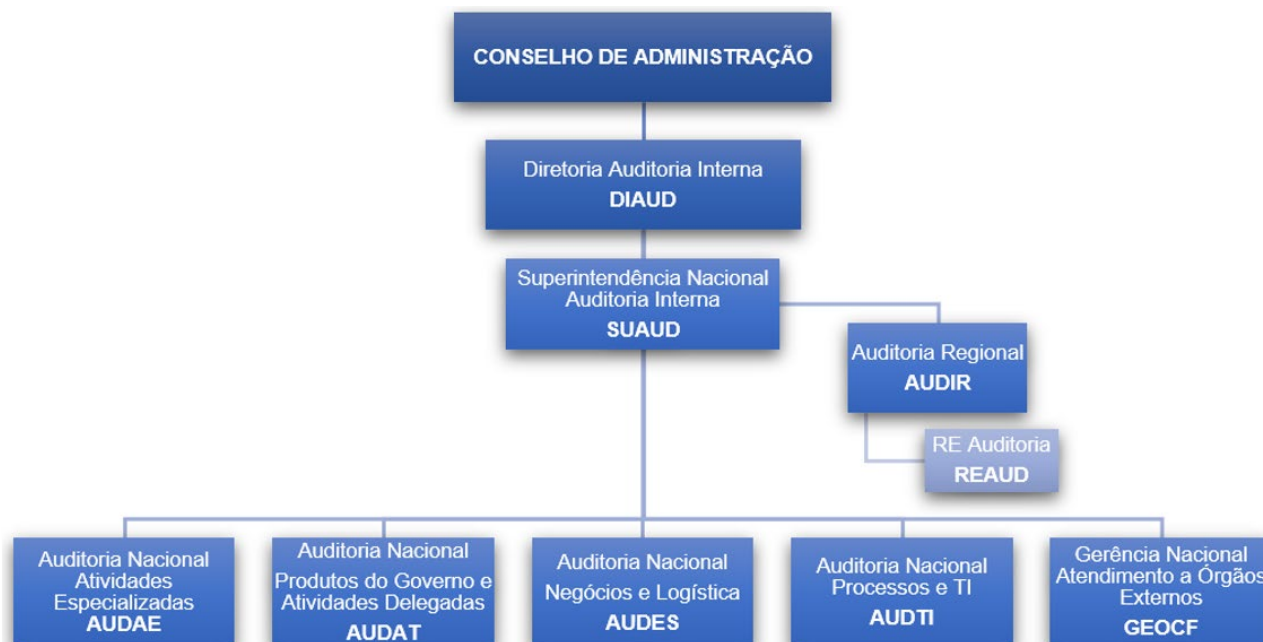 CONSELHO DE ADMINISTRAÇÃO
Diretoria Auditoria Interna
DIAUD
Superintendência Nacional
Auditoria Interna
SUAUD
Auditoria Regional
AUDIR
RE Auditoria
REAUD
Auditoria Nacional
Atividades
Especializadas
AUDAE
Auditoria Nacional
Produtos do Governo e
Atividades Delegadas
AUDAT
Auditoria Nacional
Negócios e Logística
AUDES
Auditoria Nacional
Processos e TI
AUDTI
Gerência Nacional
Atendimento a Órgãos
Externos
GEOCF